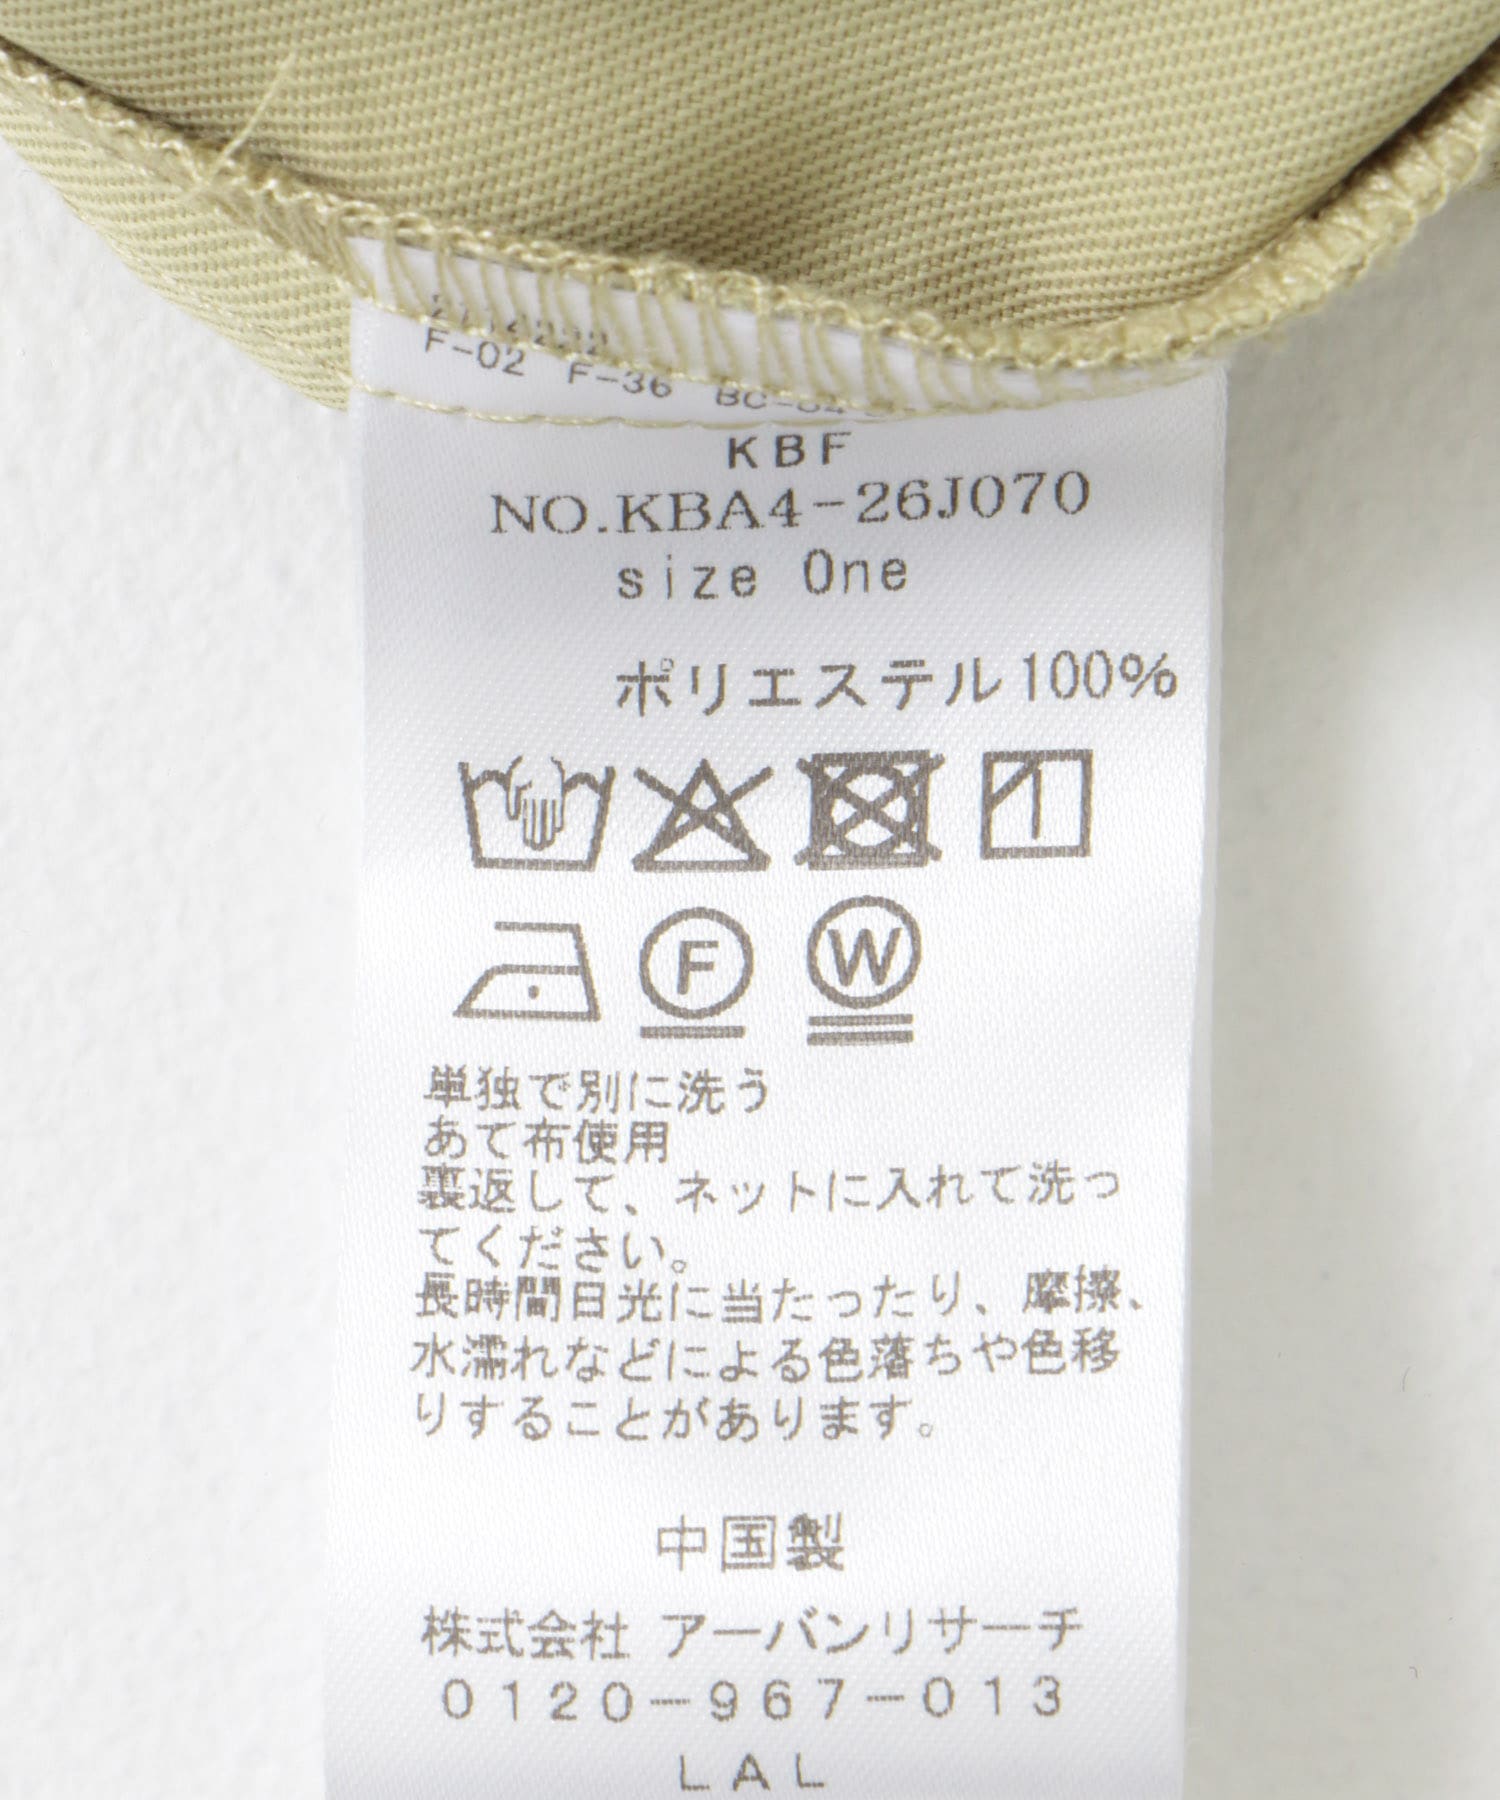 F-02 F-36
KBF
NO.KBA4-26J070
size One
ポリエステル100%
F
W
単独で別に洗う
あて布使用
裏返して、ネットに入れて洗っ
てください。
長時間日光に当たったり、摩擦、
水濡れなどによる色落ちや色移
りすることがあります。
中国製
株式会社 アーバンリサーチ
0120-967-013
LAL